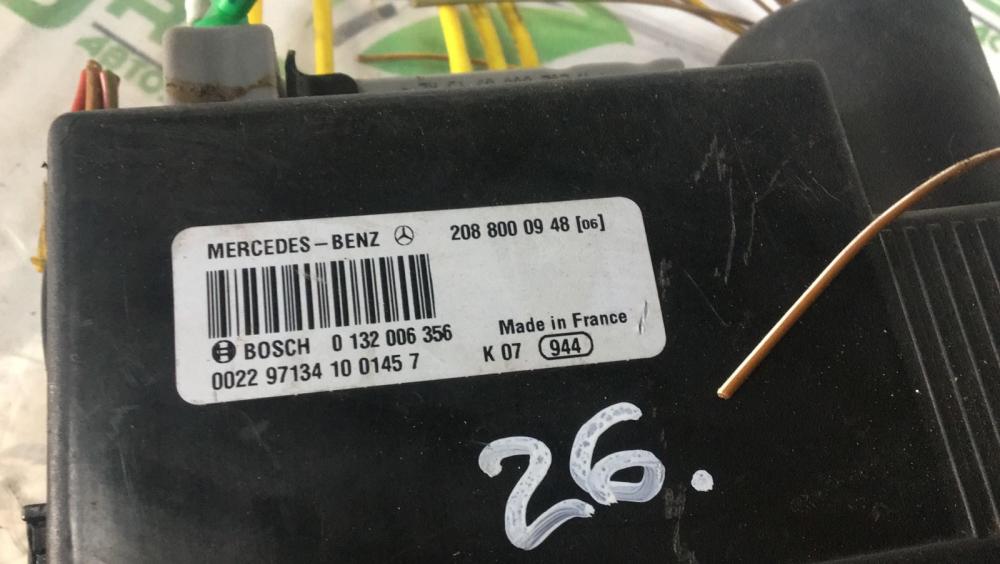 MERCEDES-BENZ 208 800 09 48 [06]
BOSCH 0 132 006 356
Made in France
0022 97134 10 0145 7
K 07 944
26.